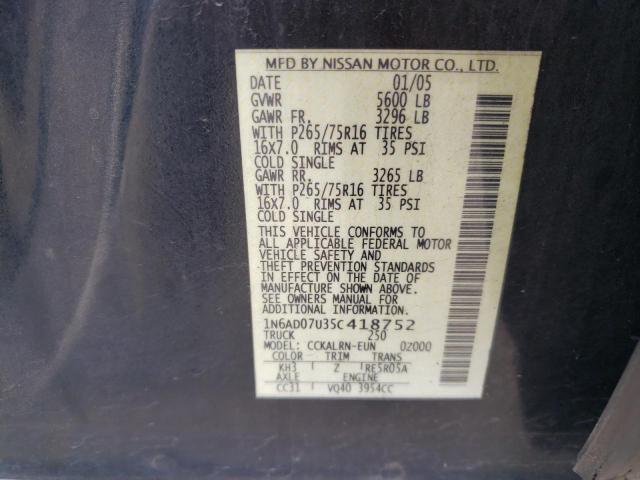 MFD BY NISSAN MOTOR CO., LTD.
DATE 01/05
GVWR 5600 LB
GAWR FR. 3296 LB
WITH P265/75R16 TIRES
16X7.0 RIMS AT 35 PSI
COLD SINGLE
GAWR RR. 3265 LB
WITH P265/75R16 TIRES
16X7.0 RIMS AT 35 PSI
COLD SINGLE
THIS VEHICLE CONFORMS TO
ALL APPLICABLE FEDERAL MOTOR
VEHICLE SAFETY AND
THEFT PREVENTION STANDARDS
IN EFFECT ON THE DATE OF
MANUFACTURE SHOWN ABOVE.
SEE OWNERS MANUAL FOR
ADDITIONAL INFORMATION
1N6AD07U35C418752
TRUCK 250
MODEL: CCKALRN-EUN 02000
COLOR TRIM TRANS
KH3 Z RE5R05A
AXLE ENGINE
CC31 VQ40 3954CC